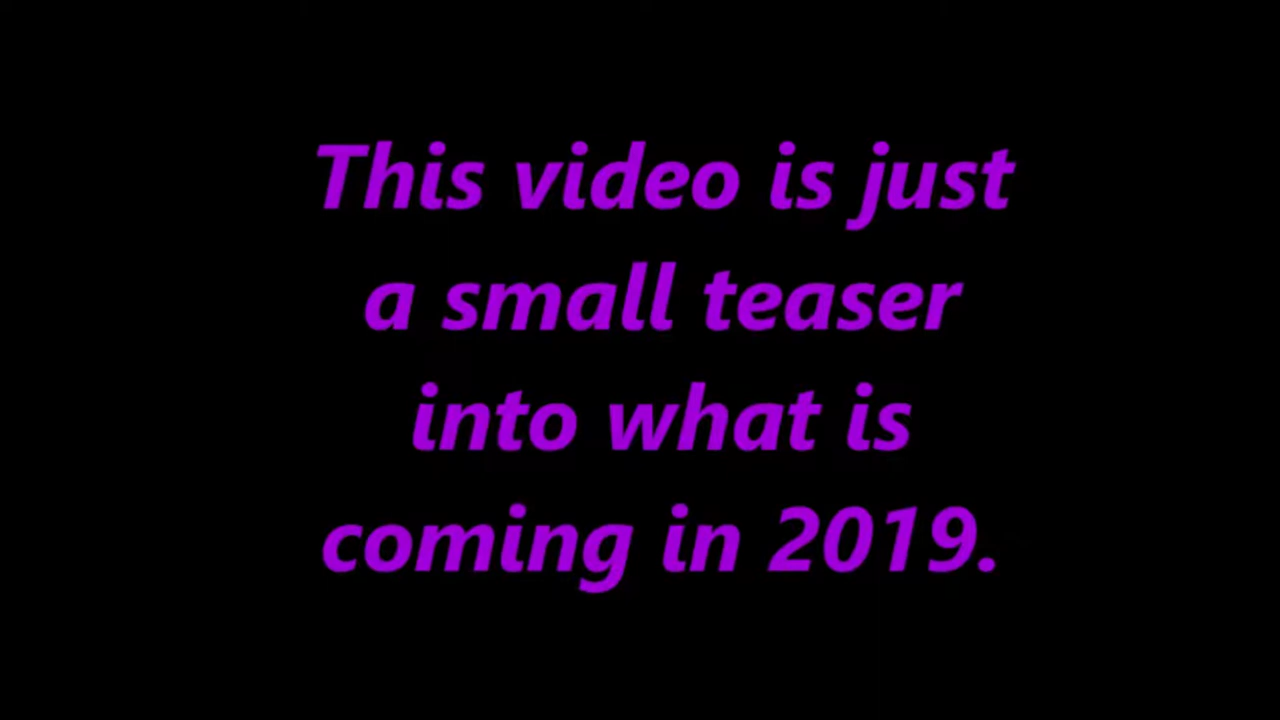 This video is just
a small teaser
into what is
coming in 2019.